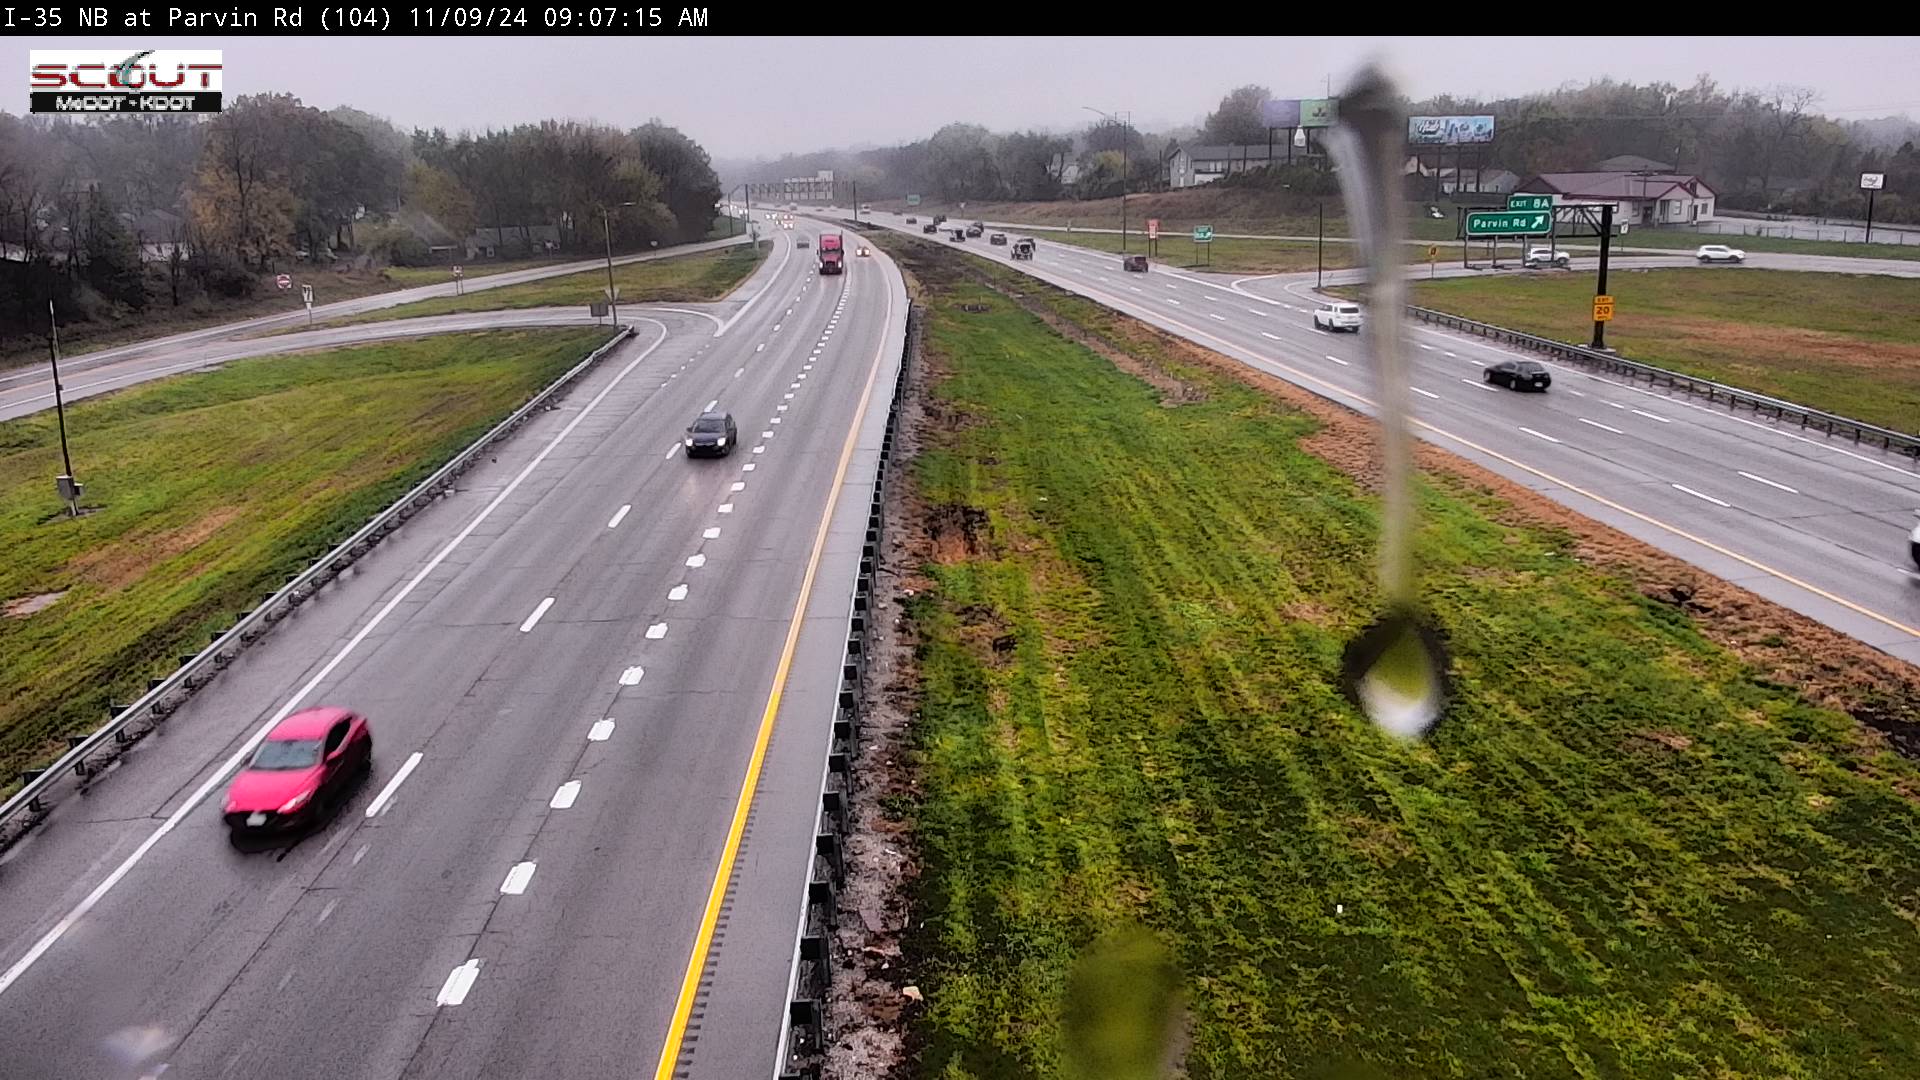 I-35 NB at Parvin Rd (104) 11/09/24 09:07:15 AM
SCOUT
MoDOT - KDOT
EXIT 8A
Parvin Rd
EXIT
20